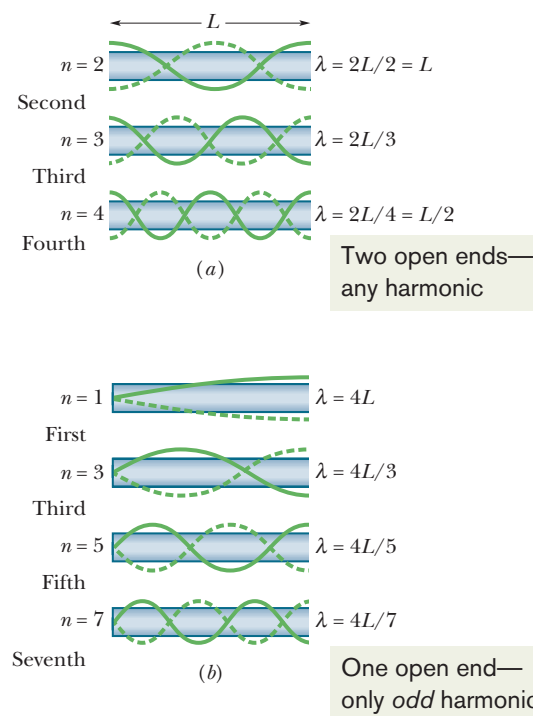 L
n = 2
λ = 2L/2 = L
Second
n = 3
λ = 2L/3
Third
n = 4
λ = 2L/4 = L/2
Fourth
(a)
Two open ends—
any harmonic
n = 1
λ = 4L
First
n = 3
λ = 4L/3
Third
n = 5
λ = 4L/5
Fifth
n = 7
λ = 4L/7
Seventh
(b)
One open end—
only odd harmonic